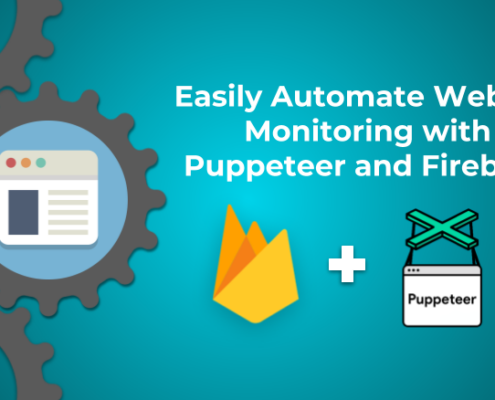 Easily Automate Web
Monitoring with
Puppeteer and Fireb
Puppeteer